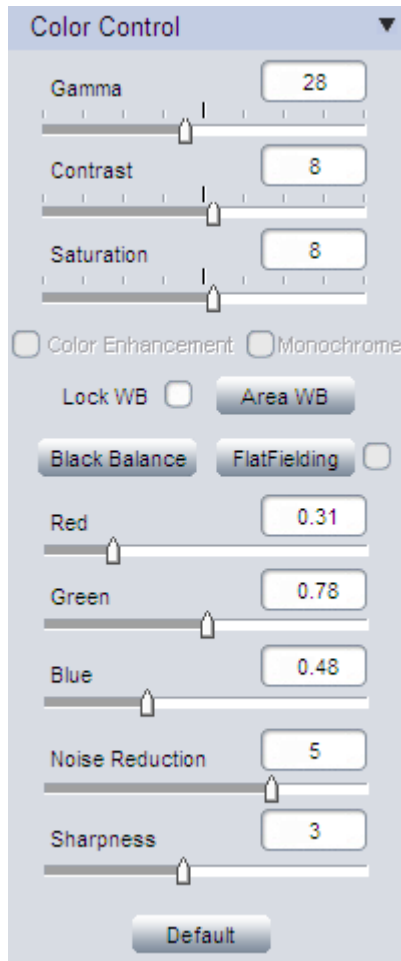 Color Control
Gamma 28
Contrast 8
Saturation 8
Color Enhancement Monochrome
Lock WB Area WB
Black Balance FlatFielding
Red 0.31
Green 0.78
Blue 0.48
Noise Reduction 5
Sharpness 3
Default